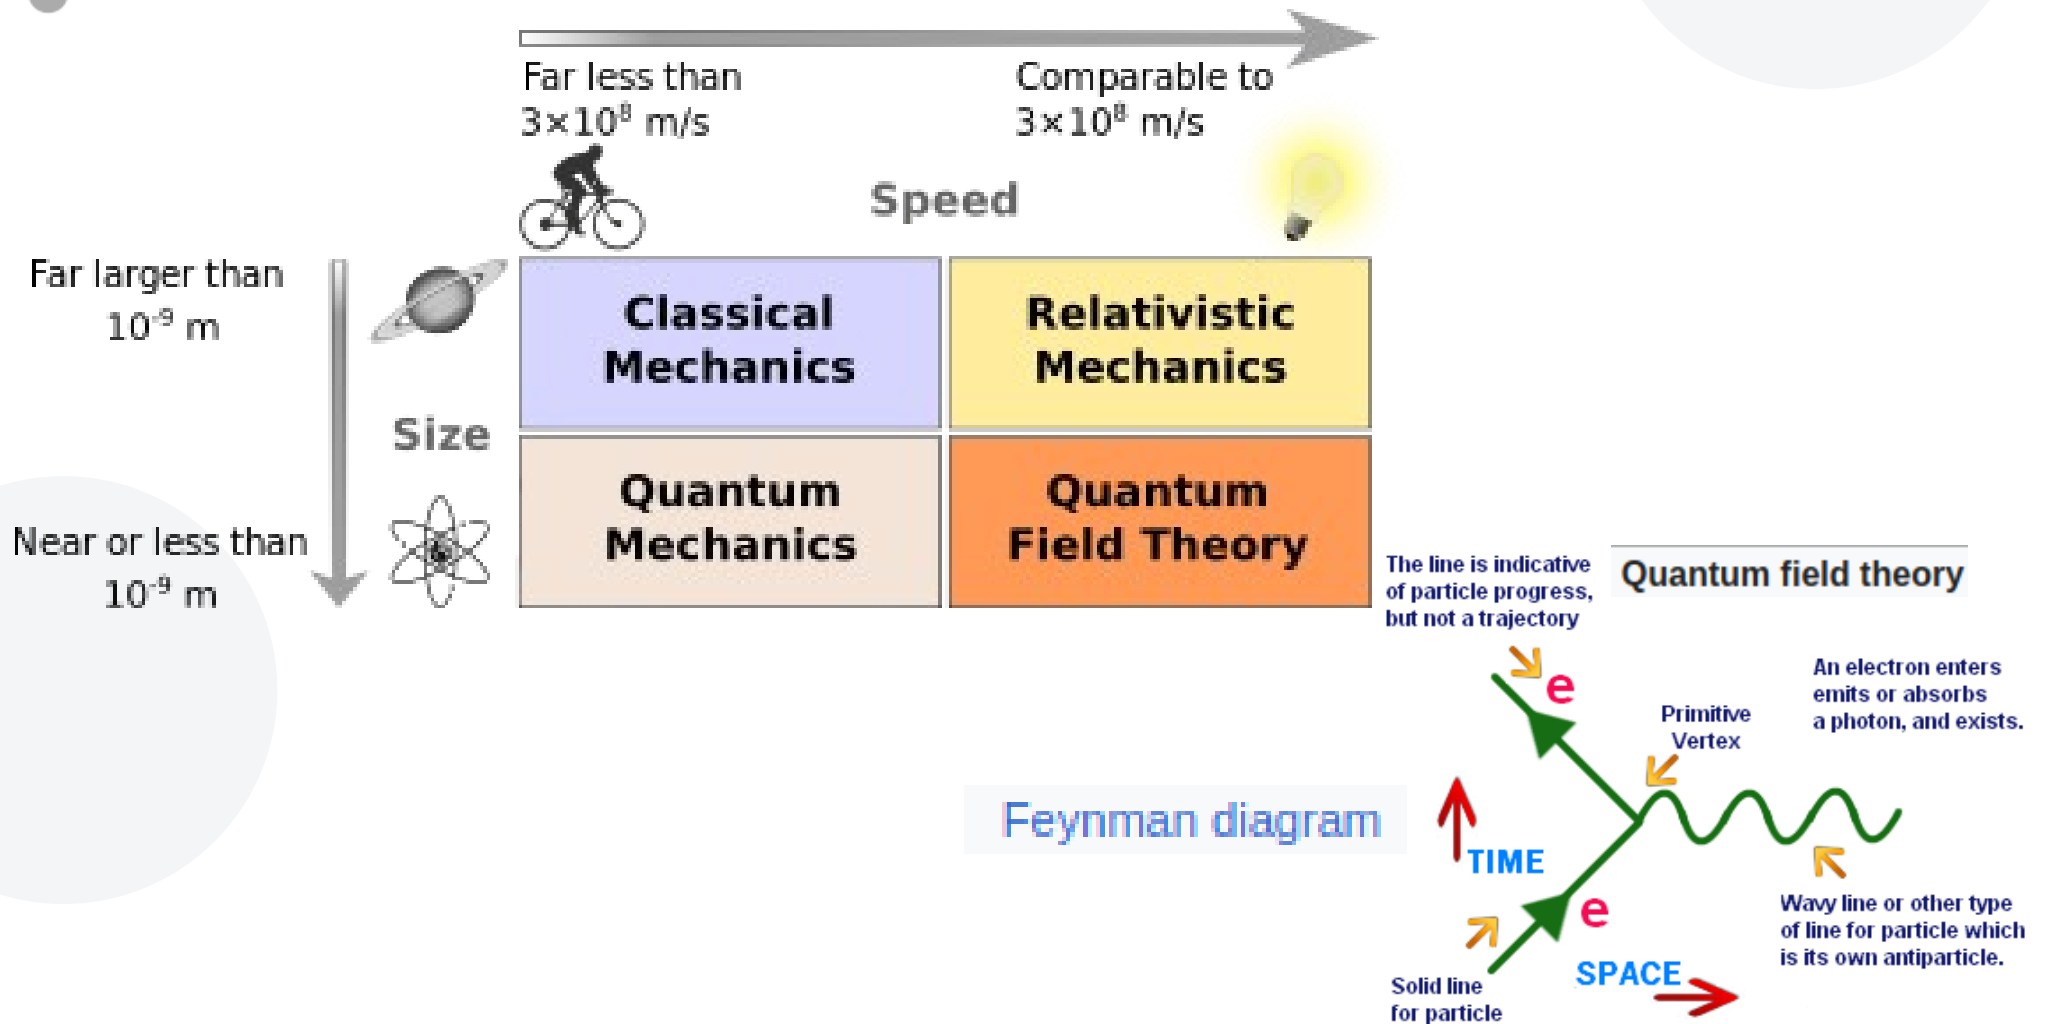 Far less than
3×10⁸ m/s
Comparable to
3×10⁸ m/s
Speed
Far larger than
10⁻⁹ m
Size
Near or less than
10⁻⁹ m
Classical
Mechanics
Relativistic
Mechanics
Quantum
Mechanics
Quantum
Field Theory
The line is indicative
of particle progress,
but not a trajectory
Quantum field theory
e
Primitive
Vertex
An electron enters
emits or absorbs
a photon, and exists.
Feynman diagram
TIME
e
Wavy line or other type
of line for particle which
is its own antiparticle.
SPACE
Solid line
for particle